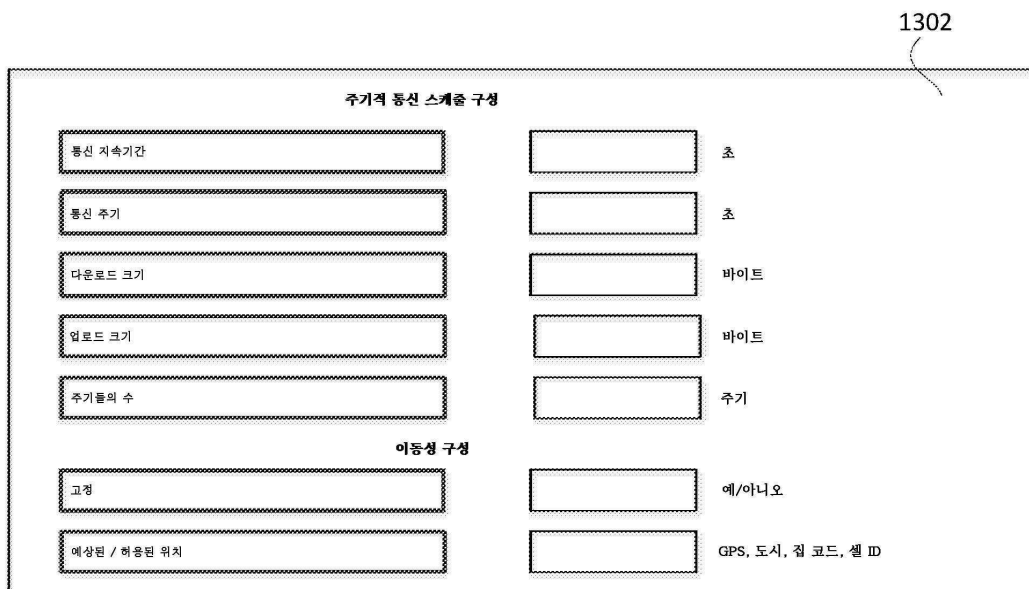 1302
주기적 통신 스케줄 구성
통신 지속기간 초
통신 주기 초
다운로드 크기 바이트
업로드 크기 바이트
주기들의 수 주기
이동성 구성
고정 예/아니오
예상된 / 허용된 위치 GPS, 도시, 집 코드, 셀 ID